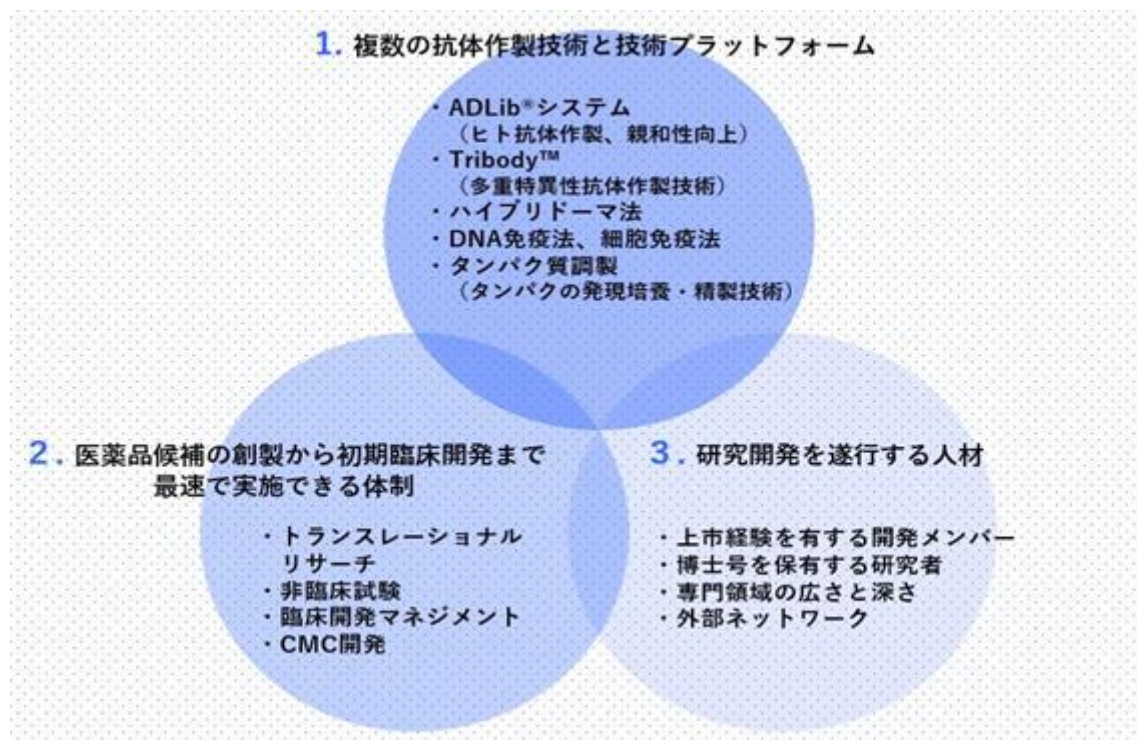 1. 複数の抗体作製技術と技術プラットフォーム
・ADLib®システム
（ヒト抗体作製、親和性向上）
・Tribody™
（多重特異性抗体作製技術）
・ハイブリドーマ法
・DNA免疫法、細胞免疫法
・タンパク質調製
（タンパクの発現培養・精製技術）
2. 医薬品候補の創製から初期臨床開発まで
最速で実施できる体制
・トランスレーショナル
リサーチ
・非臨床試験
・臨床開発マネジメント
・CMC開発
3. 研究開発を遂行する人材
・上市経験を有する開発メンバー
・博士号を保有する研究者
・専門領域の広さと深さ
・外部ネットワーク